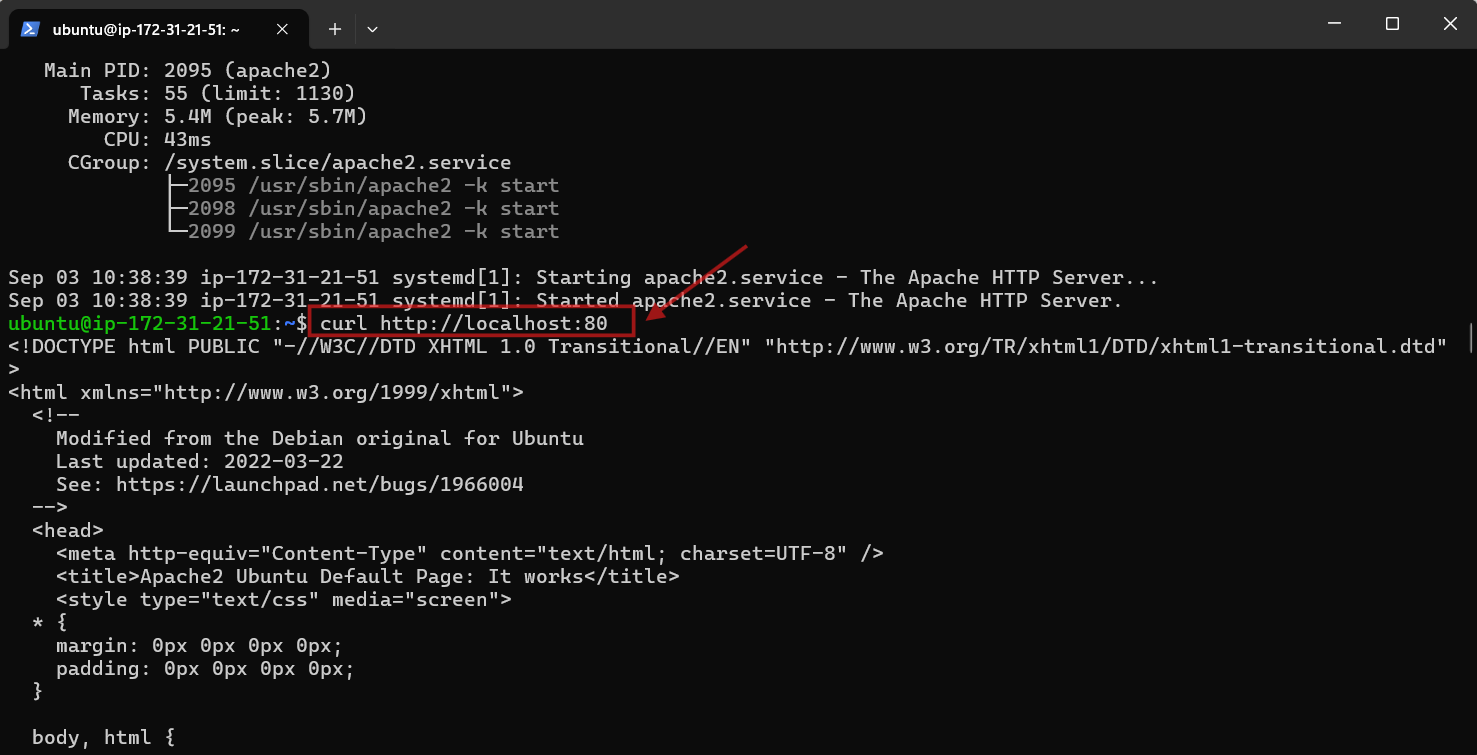 ubuntu@ip-172-31-21-51: ~
Main PID: 2095 (apache2)
Tasks: 55 (limit: 1130)
Memory: 5.4M (peak: 5.7M)
CPU: 43ms
CGroup: /system.slice/apache2.service
├─2095 /usr/sbin/apache2 -k start
├─2098 /usr/sbin/apache2 -k start
└─2099 /usr/sbin/apache2 -k start
Sep 03 10:38:39 ip-172-31-21-51 systemd[1]: Starting apache2.service - The Apache HTTP Server...
Sep 03 10:38:39 ip-172-31-21-51 systemd[1]: Started apache2.service - The Apache HTTP Server.
ubuntu@ip-172-31-21-51:~$ curl http://localhost:80
<!DOCTYPE html PUBLIC "-//W3C//DTD XHTML 1.0 Transitional//EN" "http://www.w3.org/TR/xhtml1/DTD/xhtml1-transitional.dtd"
>
<html xmlns="http://www.w3.org/1999/xhtml">
<!--
Modified from the Debian original for Ubuntu
Last updated: 2022-03-22
See: https://launchpad.net/bugs/1966004
-->
<head>
<meta http-equiv="Content-Type" content="text/html; charset=UTF-8" />
<title>Apache2 Ubuntu Default Page: It works</title>
<style type="text/css" media="screen">
* {
margin: 0px 0px 0px 0px;
padding: 0px 0px 0px 0px;
}
body, html {